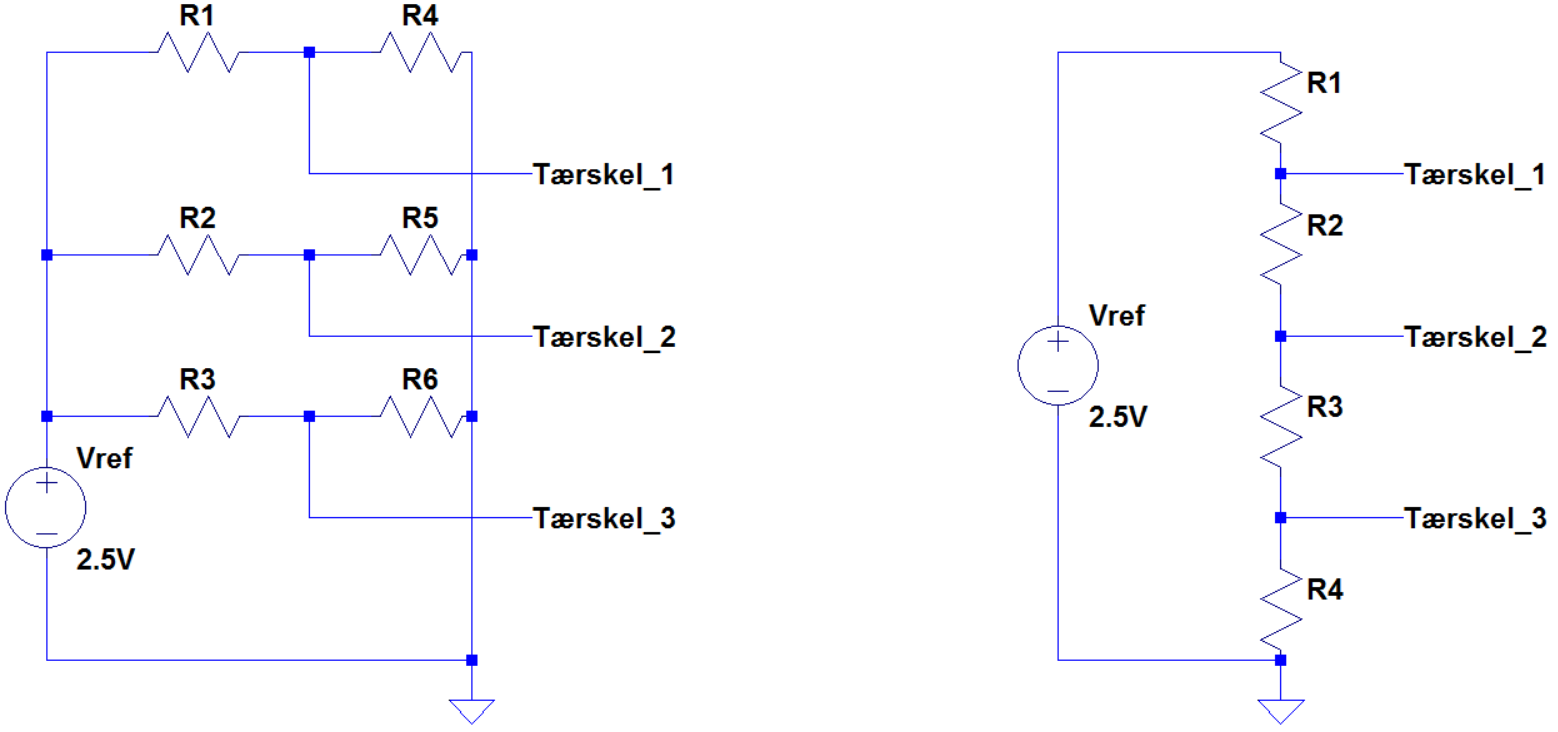 R1 R4
Tærskel_1
R2 R5
Tærskel_2
R3 R6
Vref
+
−
2.5V
Tærskel_3
R1
Tærskel_1
R2
Vref
+
−
2.5V
Tærskel_2
R3
Tærskel_3
R4